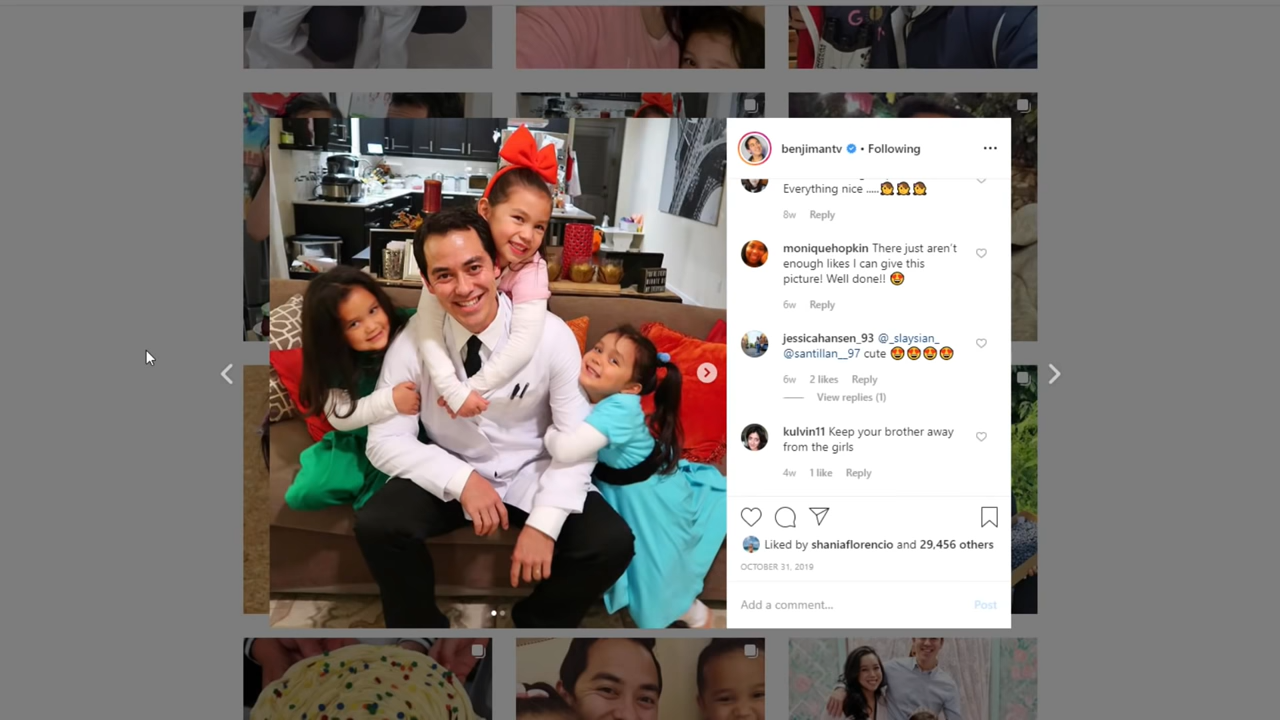 benjimantv • Following
Everything nice .....🙍🙍🙍
8w Reply
moniquehopkin There just aren't
enough likes I can give this
picture! Well done!! 😍
6w Reply
jessicahansen_93 @_slaysian_
@santillan__97 cute 😍😍😍😍
6w 2 likes Reply
View replies (1)
kulvin11 Keep your brother away
from the girls
4w 1 like Reply
Liked by shaniaflorencio and 29,456 others
OCTOBER 31, 2019
Add a comment... Post